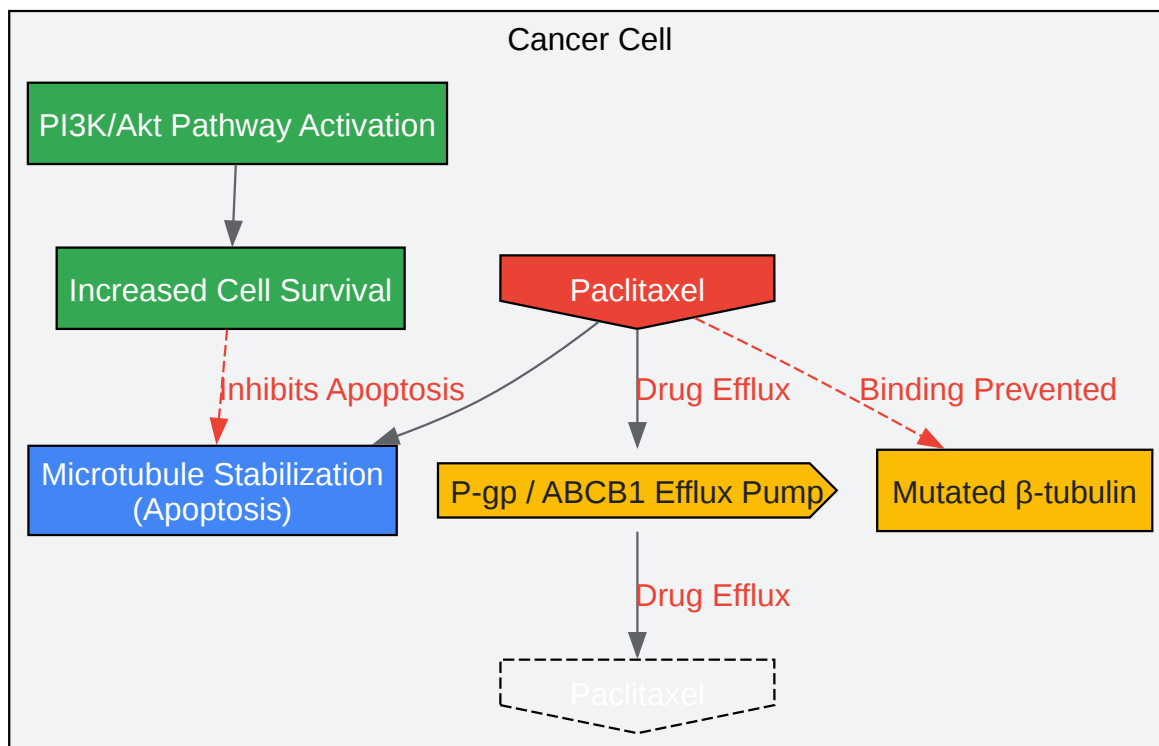 Cancer Cell
PI3K/Akt Pathway Activation
Increased Cell Survival
Paclitaxel
Inhibits Apoptosis
Drug Efflux
Binding Prevented
Microtubule Stabilization
(Apoptosis)
P-gp / ABCB1 Efflux Pump
Mutated β-tubulin
Drug Efflux
Paclitaxel